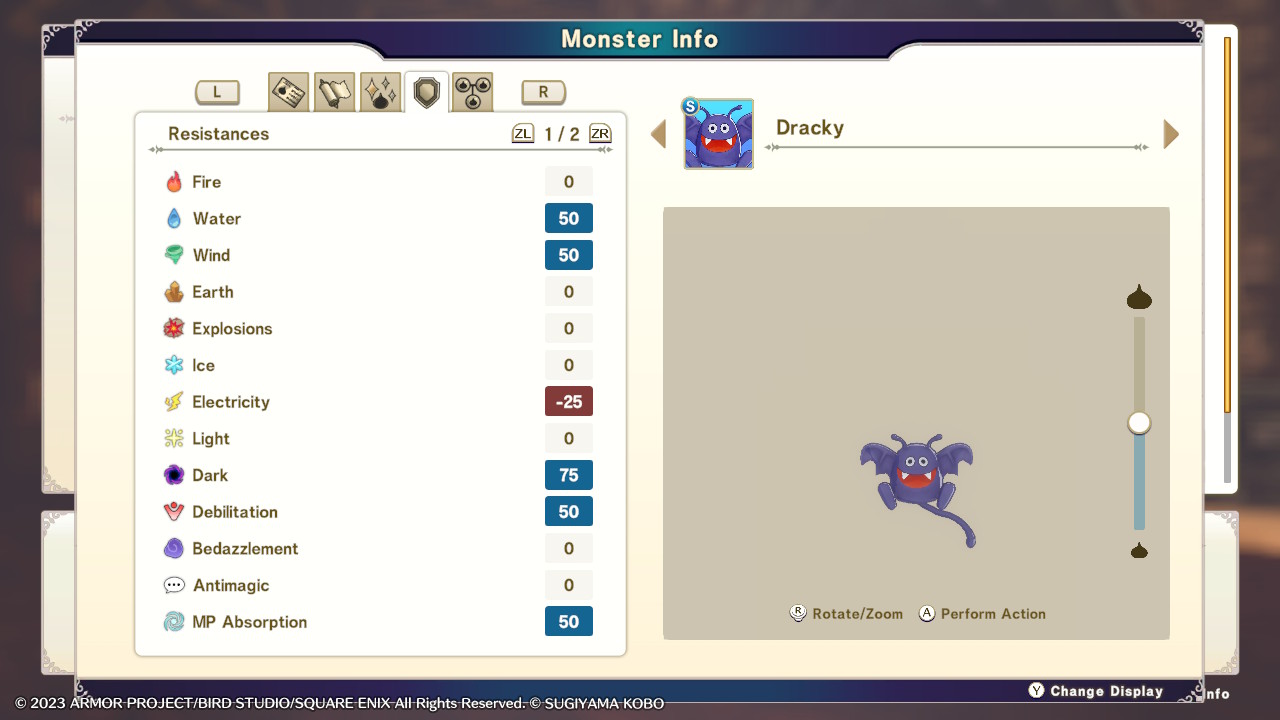 Monster Info
L
R
Resistances
ZL 1 / 2 ZR
Fire 0
Water 50
Wind 50
Earth 0
Explosions 0
Ice 0
Electricity -25
Light 0
Dark 75
Debilitation 50
Bedazzlement 0
Antimagic 0
MP Absorption 50
S
Dracky
R Rotate/Zoom A Perform Action
Y Change Display
nfo
© 2023 ARMOR PROJECT/BIRD STUDIO/SQUARE ENIX All Rights Reserved. © SUGIYAMA KOBO